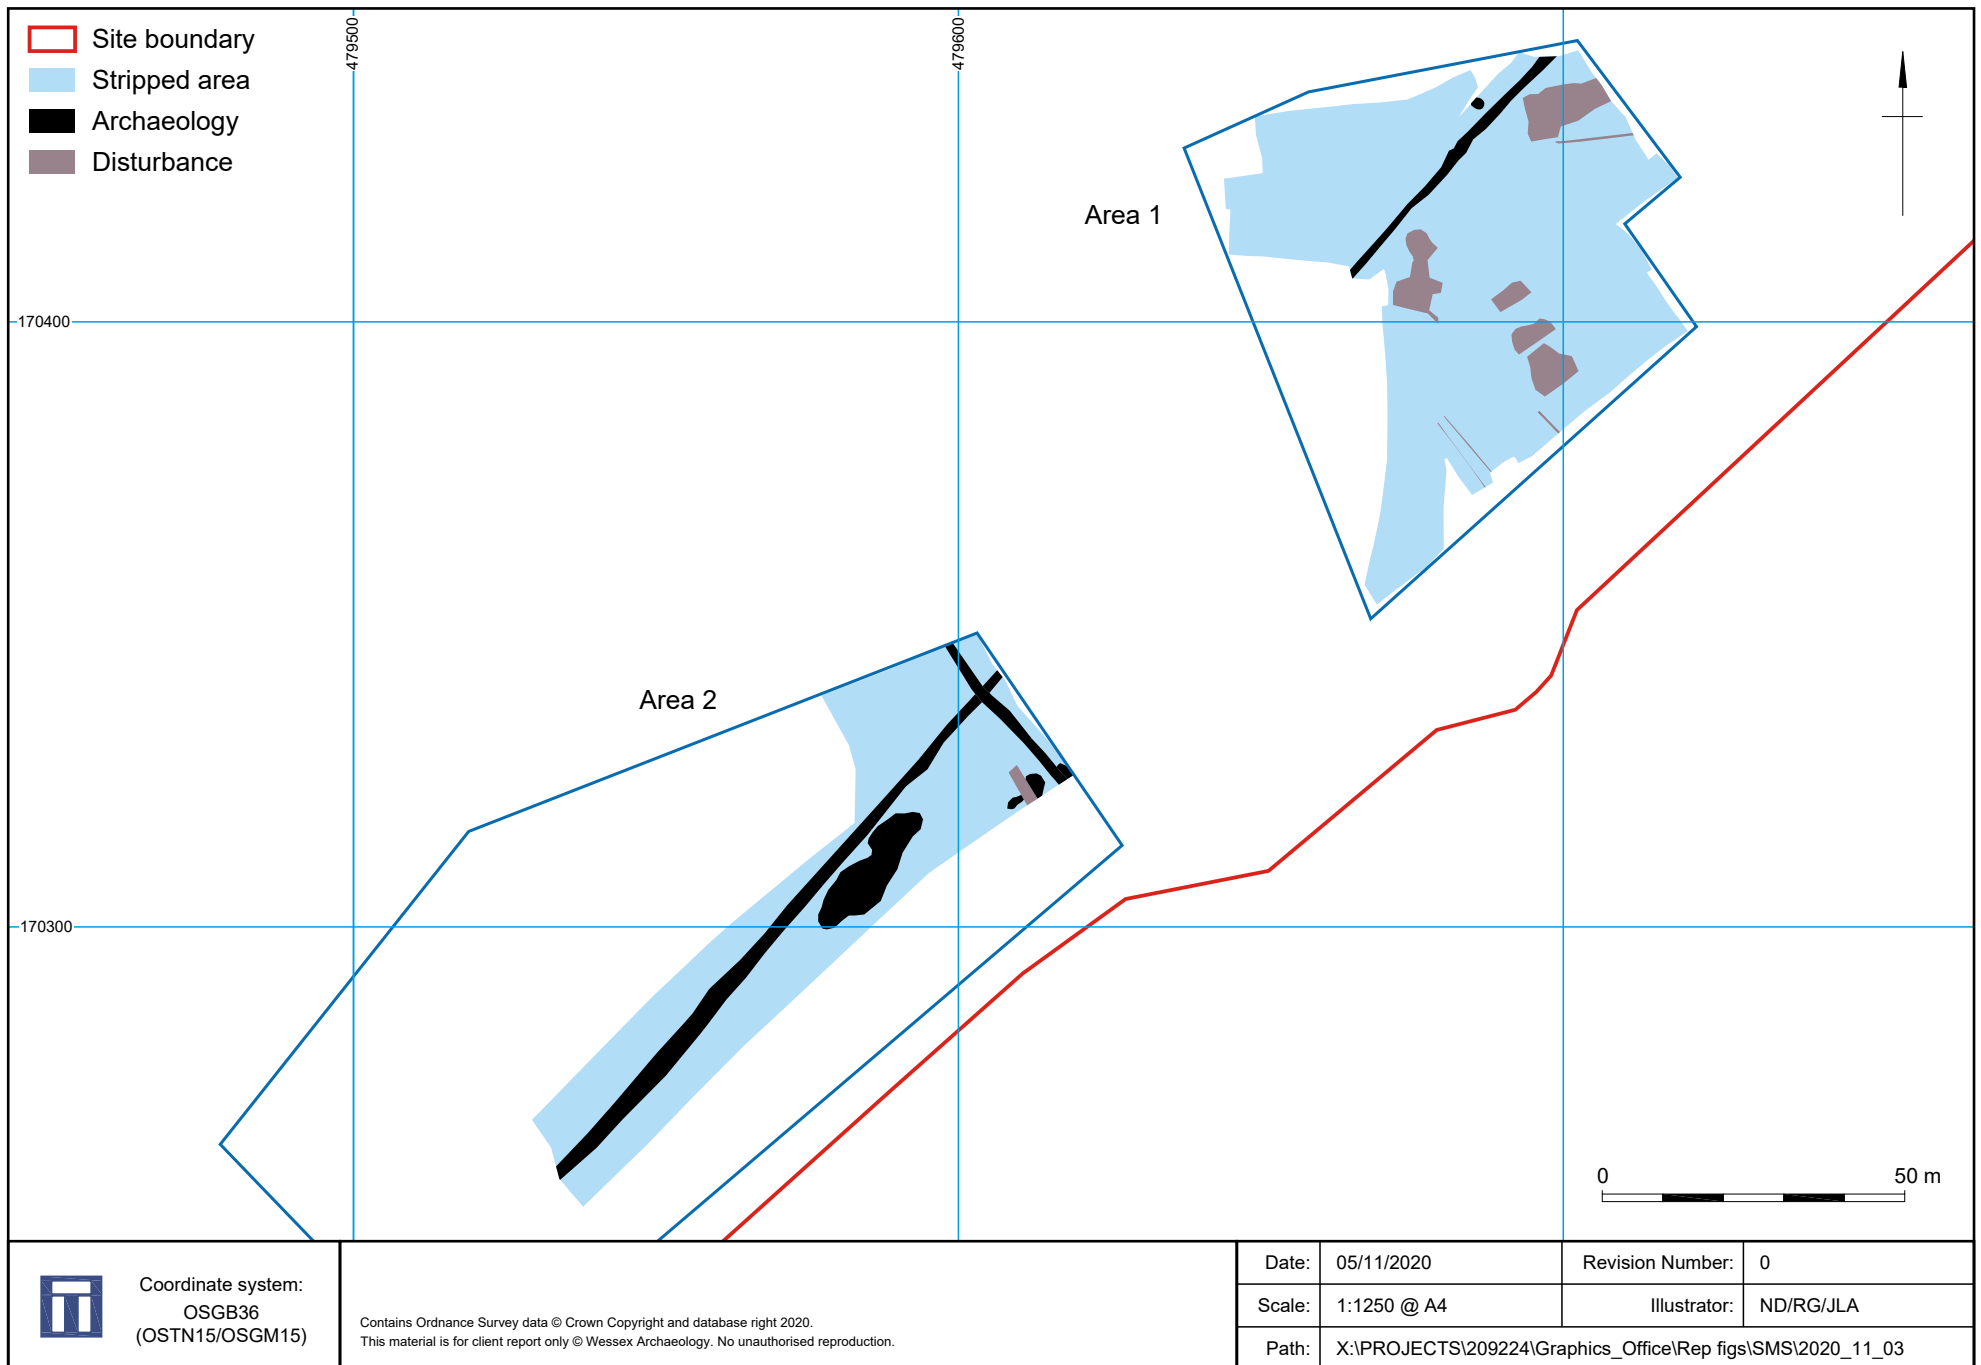 Site boundary
Stripped area
Archaeology
Disturbance
479500
479600
Area 1
170400
Area 2
170300
0 50 m
Coordinate system:
OSGB36
(OSTN15/OSGM15)
Contains Ordnance Survey data © Crown Copyright and database right 2020.
This material is for client report only © Wessex Archaeology. No unauthorised reproduction.
Date: 05/11/2020 Revision Number: 0
Scale: 1:1250 @ A4 Illustrator: ND/RG/JLA
Path: X:\PROJECTS\209224\Graphics_Office\Rep figs\SMS\2020_11_03